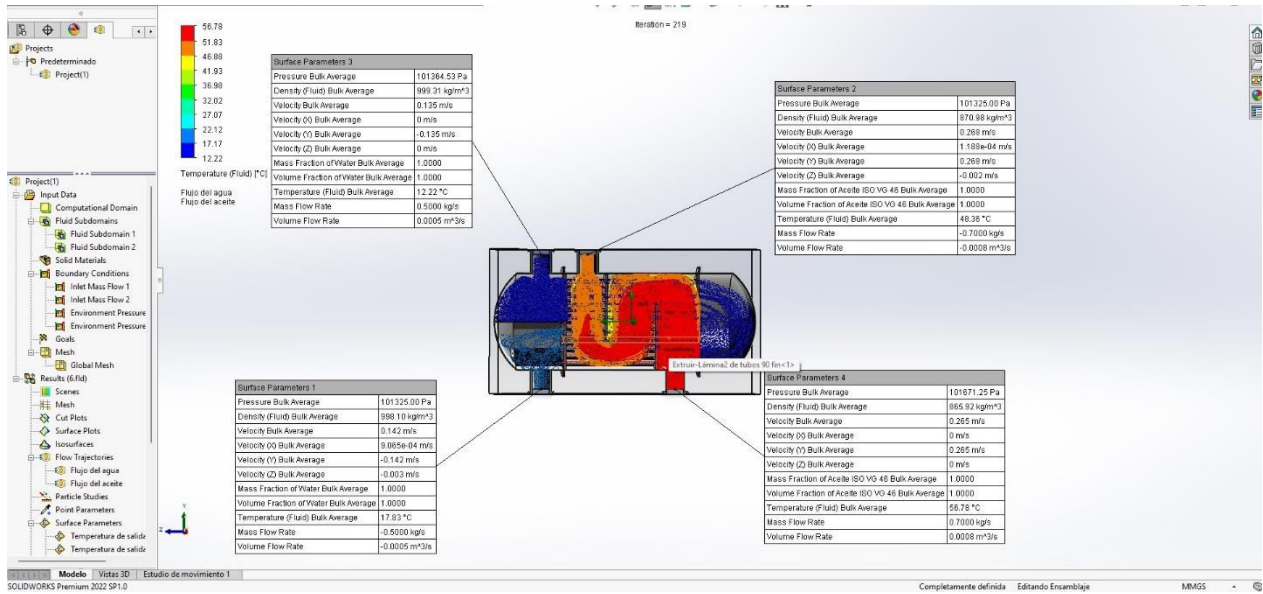 Iteration = 219
Projects
Predeterminado
Project(1)
56.78
51.83
46.88
41.93
36.98
32.02
27.07
22.12
17.17
12.22
Temperature (Fluid) [°C]
Flujo del agua
Flujo del aceite
Surface Parameters 3
Pressure Bulk Average 101364.53 Pa
Density (Fluid) Bulk Average 999.31 kg/m^3
Velocity Bulk Average 0.135 m/s
Velocity (X) Bulk Average 0 m/s
Velocity (Y) Bulk Average -0.135 m/s
Velocity (Z) Bulk Average 0 m/s
Mass Fraction of Water Bulk Average 1.0000
Volume Fraction of Water Bulk Average 1.0000
Temperature (Fluid) Bulk Average 12.22 °C
Mass Flow Rate 0.5000 kg/s
Volume Flow Rate 0.0005 m^3/s
Surface Parameters 2
Pressure Bulk Average 101325.00 Pa
Density (Fluid) Bulk Average 870.98 kg/m^3
Velocity Bulk Average 0.268 m/s
Velocity (X) Bulk Average 1.188e-04 m/s
Velocity (Y) Bulk Average 0.268 m/s
Velocity (Z) Bulk Average -0.002 m/s
Mass Fraction of Aceite ISO VG 46 Bulk Average 1.0000
Volume Fraction of Aceite ISO VG 46 Bulk Average 1.0000
Temperature (Fluid) Bulk Average 48.36 °C
Mass Flow Rate -0.7000 kg/s
Volume Flow Rate -0.0008 m^3/s
Project(1)
Input Data
Computational Domain
Fluid Subdomains
Fluid Subdomain 1
Fluid Subdomain 2
Solid Materials
Boundary Conditions
Inlet Mass Flow 1
Inlet Mass Flow 2
Environment Pressure
Environment Pressure
Goals
Mesh
Global Mesh
Results (6.fld)
Scenes
Mesh
Cut Plots
Surface Plots
Isosurfaces
Flow Trajectories
Flujo del agua
Flujo del aceite
Particle Studies
Point Parameters
Surface Parameters
Temperatura de salida
Temperatura de salida
Extruir-Lámina2 de tubos 90 fin<1>
Surface Parameters 1
Pressure Bulk Average 101325.00 Pa
Density (Fluid) Bulk Average 998.10 kg/m^3
Velocity Bulk Average 0.142 m/s
Velocity (X) Bulk Average 9.065e-04 m/s
Velocity (Y) Bulk Average -0.142 m/s
Velocity (Z) Bulk Average -0.003 m/s
Mass Fraction of Water Bulk Average 1.0000
Volume Fraction of Water Bulk Average 1.0000
Temperature (Fluid) Bulk Average 17.83 °C
Mass Flow Rate -0.5000 kg/s
Volume Flow Rate -0.0005 m^3/s
Surface Parameters 4
Pressure Bulk Average 101671.25 Pa
Density (Fluid) Bulk Average 865.92 kg/m^3
Velocity Bulk Average 0.265 m/s
Velocity (X) Bulk Average 0 m/s
Velocity (Y) Bulk Average 0.265 m/s
Velocity (Z) Bulk Average 0 m/s
Mass Fraction of Aceite ISO VG 46 Bulk Average 1.0000
Volume Fraction of Aceite ISO VG 46 Bulk Average 1.0000
Temperature (Fluid) Bulk Average 56.78 °C
Mass Flow Rate 0.7000 kg/s
Volume Flow Rate 0.0008 m^3/s
Y
Z
Modelo Vistas 3D Estudio de movimiento 1
SOLIDWORKS Premium 2022 SP1.0
Completamente definida Editando Ensamblaje MMGS